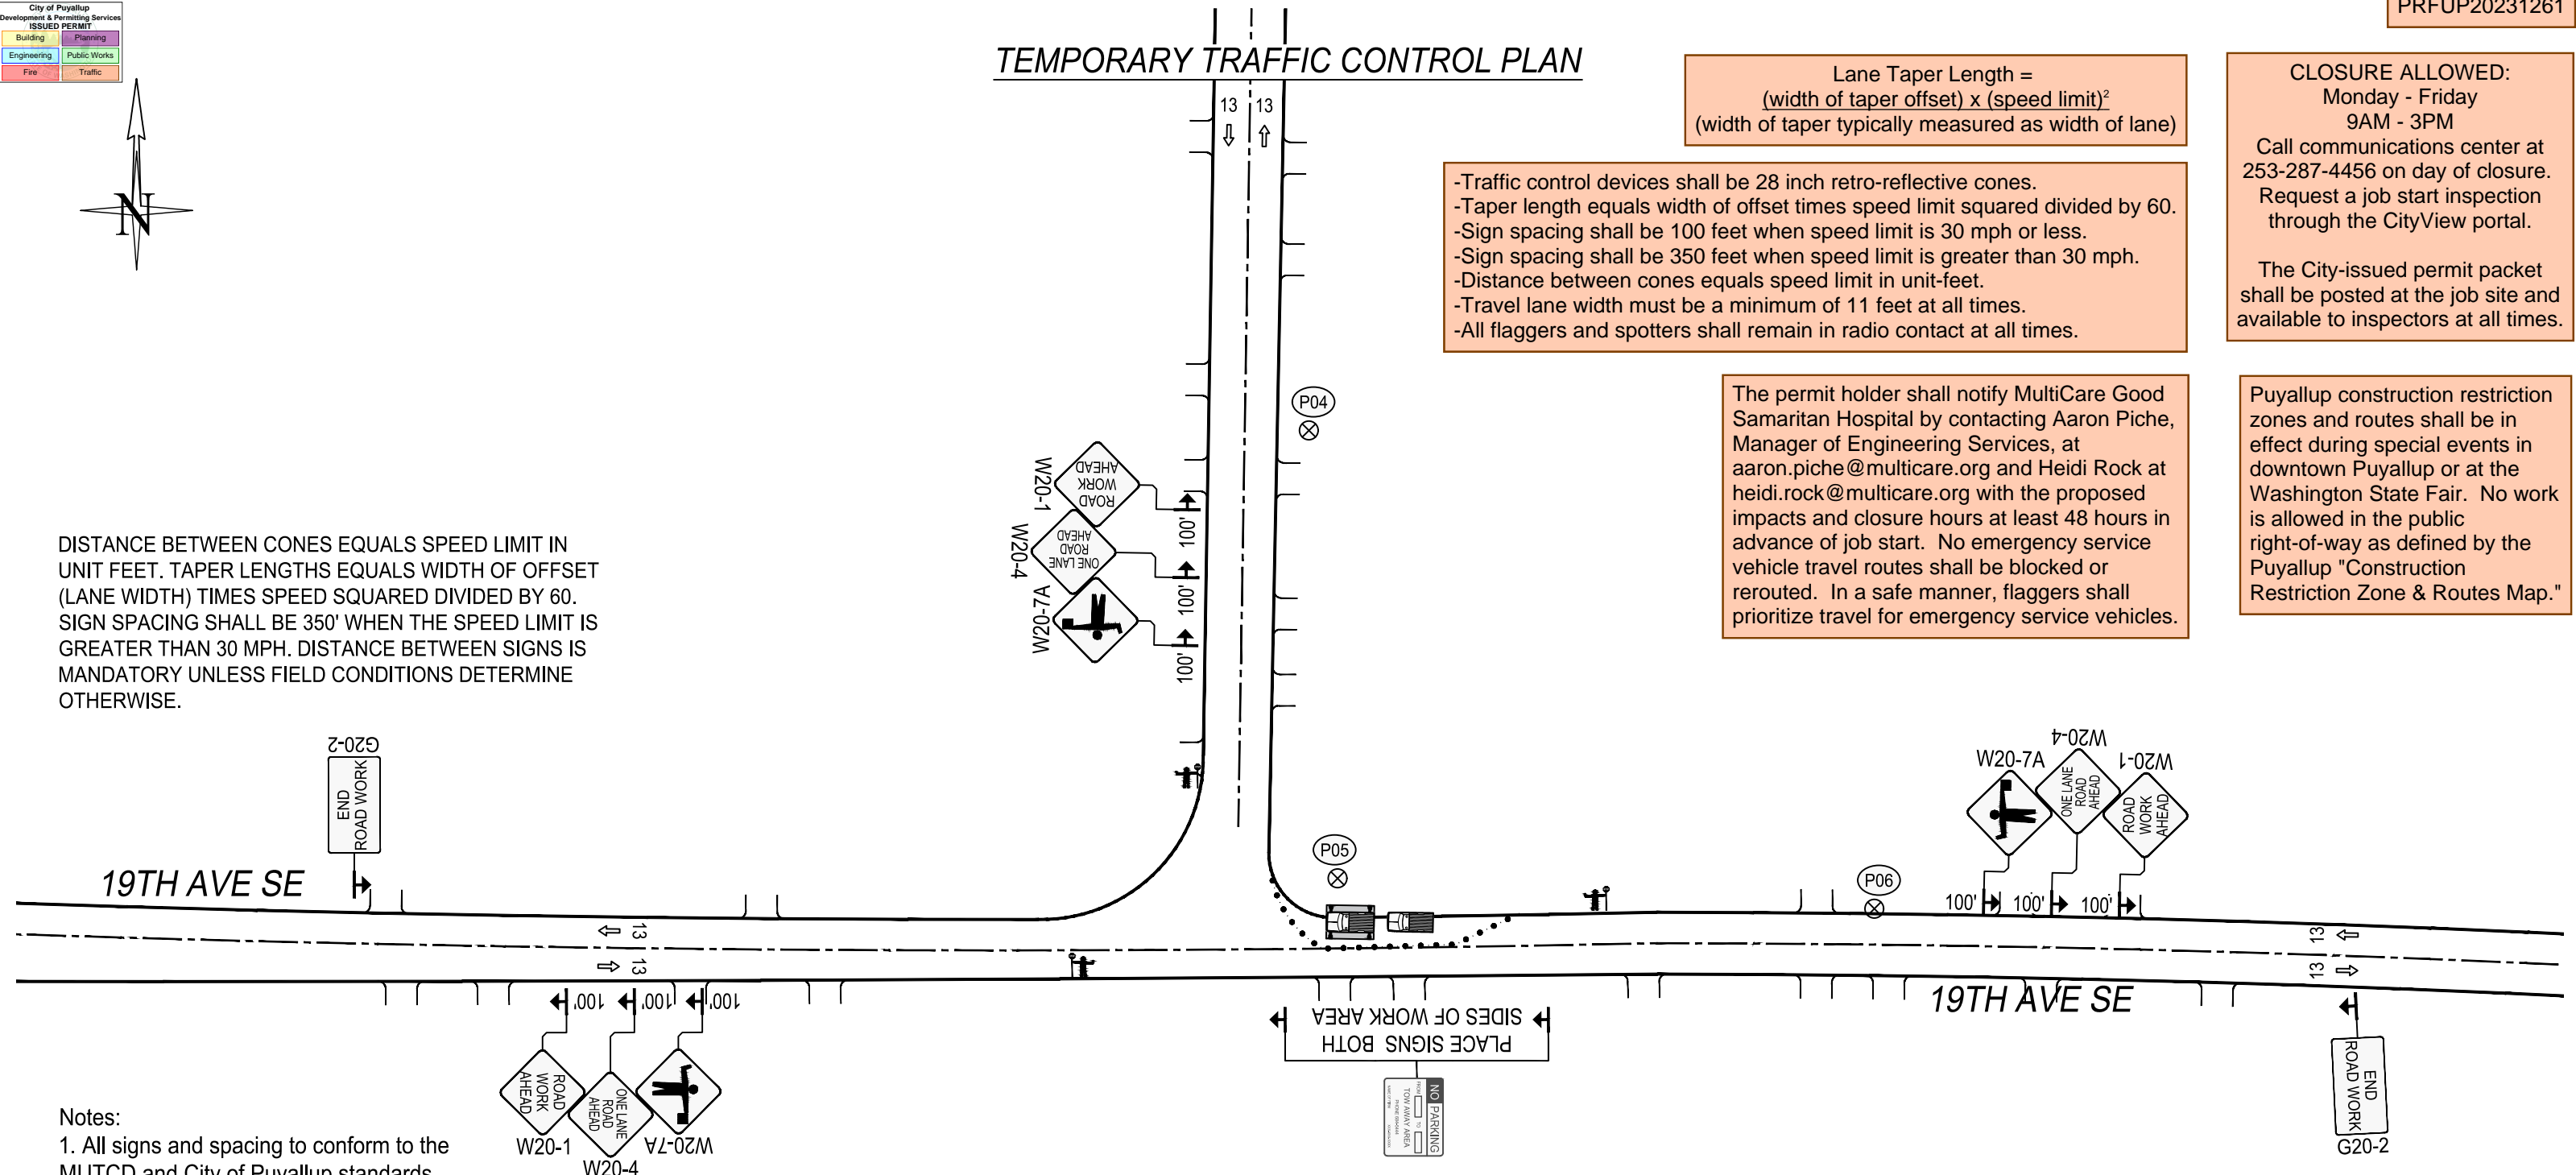 City of Puyallup
Development & Permitting Services
ISSUED PERMIT
Building Planning
Engineering Public Works
Fire Traffic
PRFUP20231261
TEMPORARY TRAFFIC CONTROL PLAN
N
Lane Taper Length =
(width of taper offset) x (speed limit)²
(width of taper typically measured as width of lane)
CLOSURE ALLOWED:
Monday - Friday
9AM - 3PM
Call communications center at
253-287-4456 on day of closure.
Request a job start inspection
through the CityView portal.
The City-issued permit packet
shall be posted at the job site and
available to inspectors at all times.
-Traffic control devices shall be 28 inch retro-reflective cones.
-Taper length equals width of offset times speed limit squared divided by 60.
-Sign spacing shall be 100 feet when speed limit is 30 mph or less.
-Sign spacing shall be 350 feet when speed limit is greater than 30 mph.
-Distance between cones equals speed limit in unit-feet.
-Travel lane width must be a minimum of 11 feet at all times.
-All flaggers and spotters shall remain in radio contact at all times.
The permit holder shall notify MultiCare Good
Samaritan Hospital by contacting Aaron Piche,
Manager of Engineering Services, at
aaron.piche@multicare.org and Heidi Rock at
heidi.rock@multicare.org with the proposed
impacts and closure hours at least 48 hours in
advance of job start. No emergency service
vehicle travel routes shall be blocked or
rerouted. In a safe manner, flaggers shall
prioritize travel for emergency service vehicles.
Puyallup construction restriction
zones and routes shall be in
effect during special events in
downtown Puyallup or at the
Washington State Fair. No work
is allowed in the public
right-of-way as defined by the
Puyallup "Construction
Restriction Zone & Routes Map."
13 13
P04
W20-1
ROAD
WORK
AHEAD
100'
W20-4
ONE LANE
ROAD
AHEAD
100'
W20-7A
100'
DISTANCE BETWEEN CONES EQUALS SPEED LIMIT IN
UNIT FEET. TAPER LENGTHS EQUALS WIDTH OF OFFSET
(LANE WIDTH) TIMES SPEED SQUARED DIVIDED BY 60.
SIGN SPACING SHALL BE 350' WHEN THE SPEED LIMIT IS
GREATER THAN 30 MPH. DISTANCE BETWEEN SIGNS IS
MANDATORY UNLESS FIELD CONDITIONS DETERMINE
OTHERWISE.
G20-2
END
ROAD WORK
19TH AVE SE
P05
P06
W20-7A
W20-4
W20-1
ONE LANE
ROAD
AHEAD
ROAD
WORK
AHEAD
100' 100' 100'
13
13
13
13
19TH AVE SE
100' 100' 100'
ROAD
WORK
AHEAD
ONE LANE
ROAD
AHEAD
W20-1
W20-4
W20-7A
PLACE SIGNS BOTH
SIDES OF WORK AREA
NO PARKING
FROM TO
TOW AWAY AREA
END
ROAD WORK
G20-2
Notes:
1. All signs and spacing to conform to the
MUTCD and City of Puyallup standards